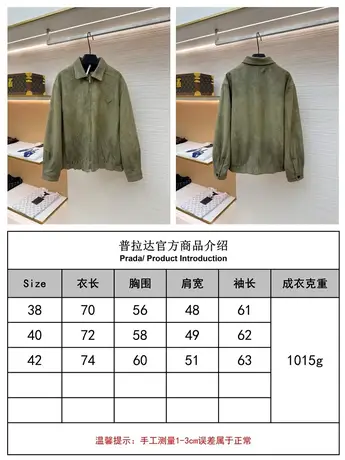 普拉达官方商品介绍
Prada/ Product Introduction
Size 衣长 胸围 肩宽 袖长 成衣克重
38 70 56 48 61
40 72 58 49 62
42 74 60 51 63
1015g
温馨提示：手工测量1-3cm误差属于正常